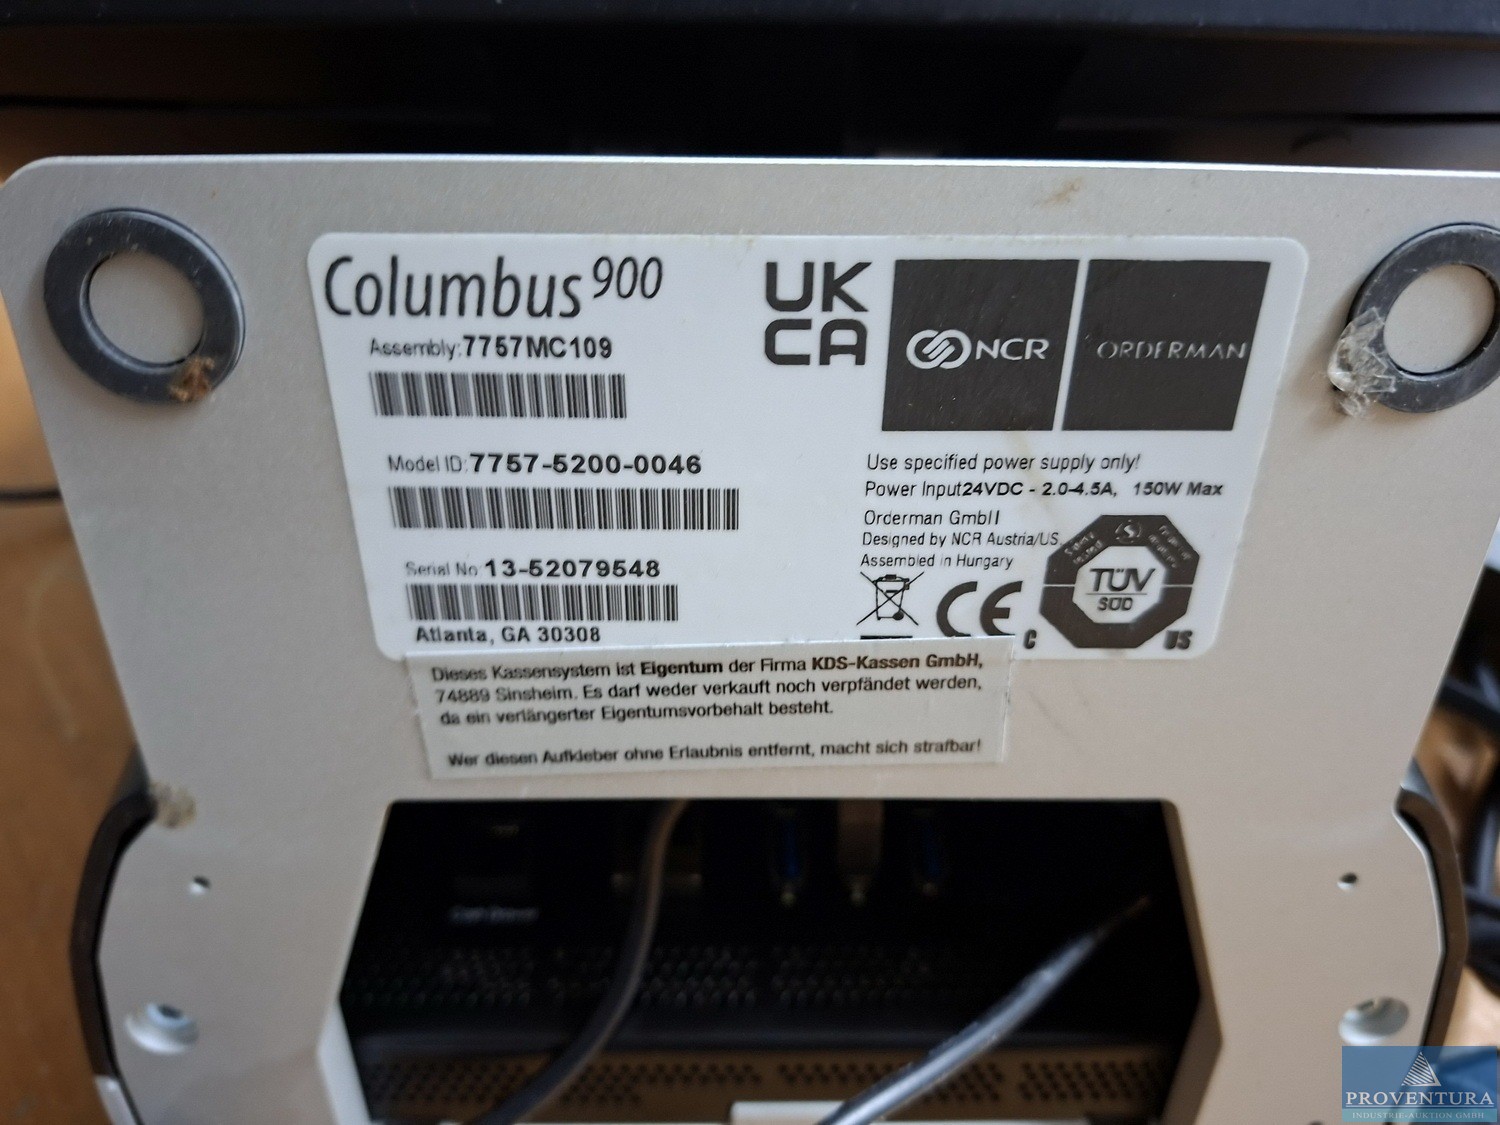 Columbus 900
Assembly: 7757MC109
Model ID: 7757-5200-0046
Serial No 13-52079548
Atlanta, GA 30308
UK
CA
NCR
ORDERMAN
Use specified power supply only!
Power Input 24VDC - 2.0-4.5A, 150W Max
Orderman GmbH
Designed by NCR Austria/US
Assembled in Hungary
CE
TÜV
SÜD
C US
Dieses Kassensystem ist Eigentum der Firma KDS-Kassen GmbH,
74889 Sinsheim. Es darf weder verkauft noch verpfändet werden,
da ein verlängerter Eigentumsvorbehalt besteht.
Wer diesen Aufkleber ohne Erlaubnis entfernt, macht sich strafbar!
PROVENTURA
INDUSTRIE-AUKTION GMBH